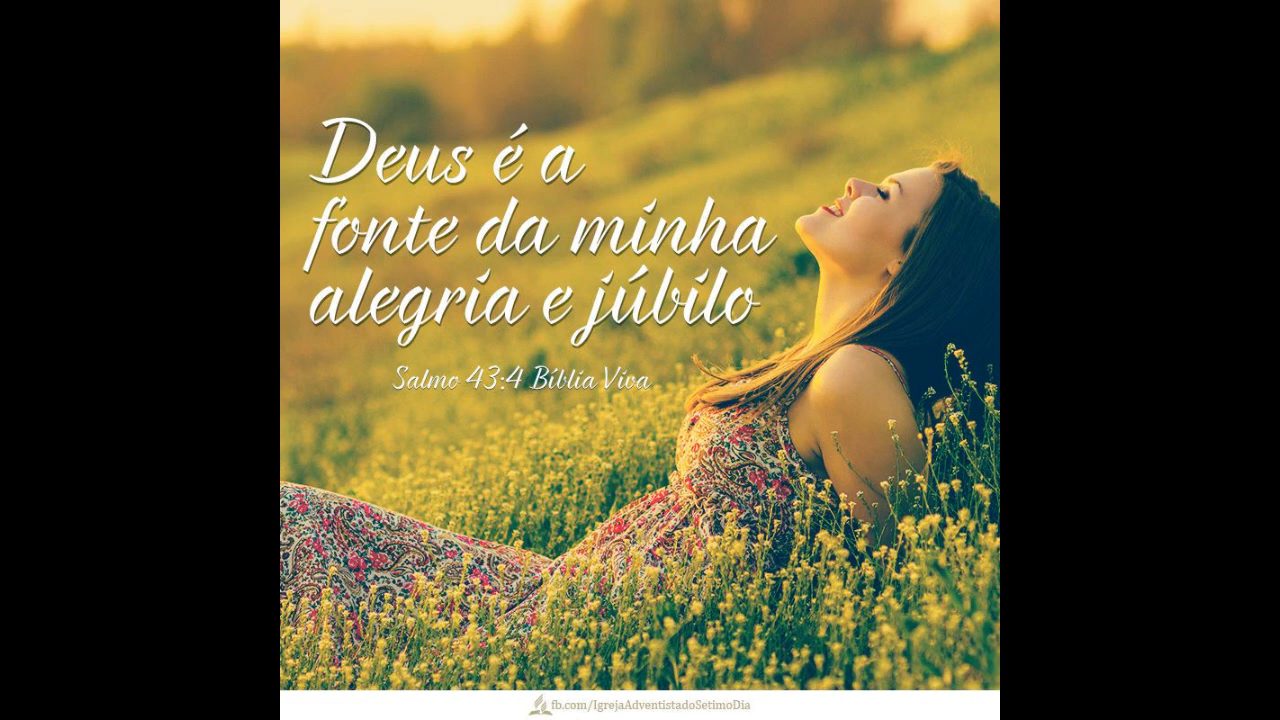 Deus é a
fonte da minha
alegria e júbilo
Salmo 43:4 Bíblia Viva
fb.com/IgrejaAdventistadoSetimoDia